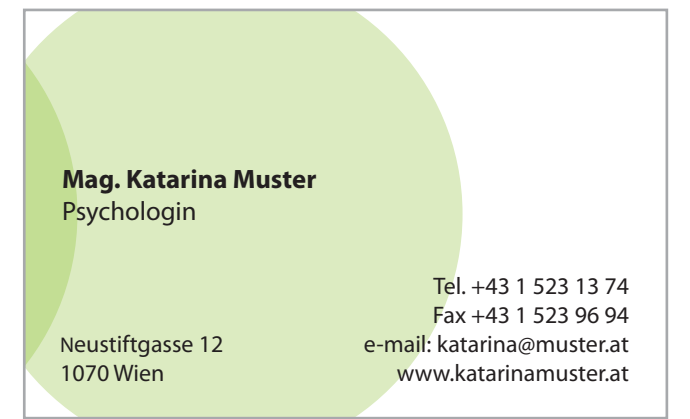 Mag. Katarina Muster
Psychologin
Neustiftgasse 12
1070 Wien
Tel. +43 1 523 13 74
Fax +43 1 523 96 94
e-mail: katarina@muster.at
www.katarinamuster.at